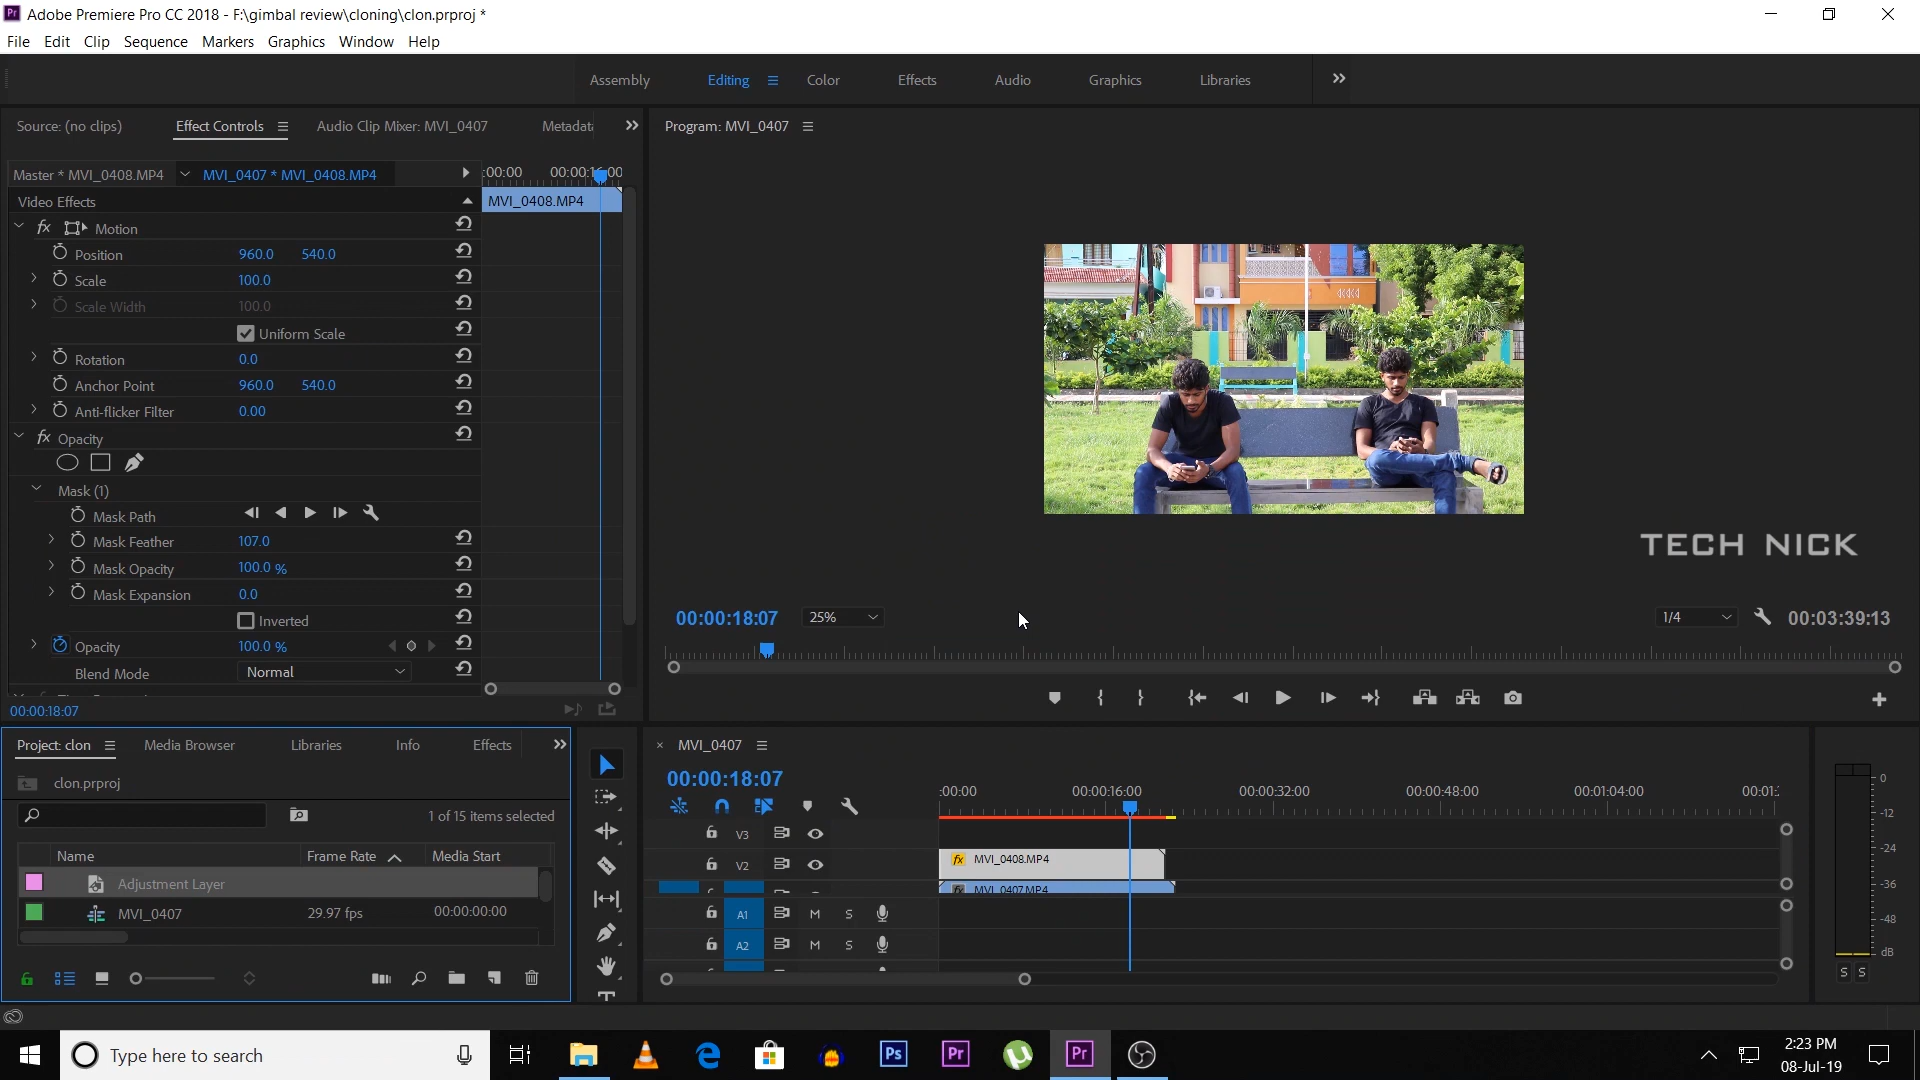 Adobe Premiere Pro CC 2018 - F:\gimbal review\cloning\clon.prproj *
File Edit Clip Sequence Markers Graphics Window Help
Assembly Editing Color Effects Audio Graphics Libraries
Source: (no clips) Effect Controls Audio Clip Mixer: MVI_0407 Metadata
Program: MVI_0407
Master * MVI_0408.MP4 MVI_0407 * MVI_0408.MP4 :00:00
Video Effects MVI_0408.MP4
fx Motion
Position 960.0 540.0
Scale 100.0
Scale Width 100.0
Uniform Scale
Rotation 0.0
Anchor Point 960.0 540.0
Anti-flicker Filter 0.00
fx Opacity
Mask (1)
Mask Path
Mask Feather 107.0
Mask Opacity 100.0 %
Mask Expansion 0.0
Inverted
Opacity 100.0 %
Blend Mode Normal
00:00:18:07
TECH NICK
00:00:18:07 25% 1/4 00:03:39:13
Project: clon Media Browser Libraries Info Effects
clon.prproj
1 of 15 items selected
Name Frame Rate Media Start
Adjustment Layer
MVI_0407 29.97 fps 00:00:00:00
MVI_0407
00:00:18:07
:00:00 00:00:16:00 00:00:32:00 00:00:48:00 00:01:04:00 00:01:
V3
V2 fx MVI_0408.MP4
fx MVI_0407.MP4
A1 M S
A2 M S
0
-12
-24
-36
-48
dB
S S
Type here to search
Ps Pr Pr
2:23 PM
08-Jul-19